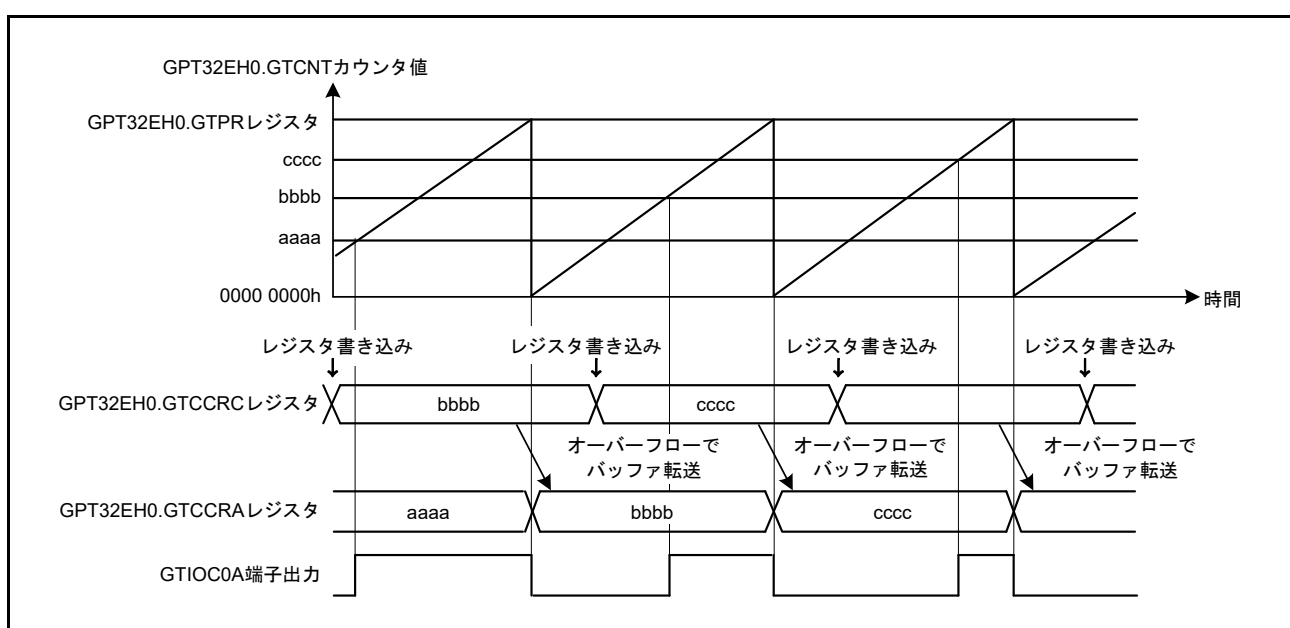 GPT32EH0.GTCNTカウンタ値
GPT32EH0.GTPRレジスタ
cccc
bbbb
aaaa
0000 0000h
時間
レジスタ書き込み
レジスタ書き込み
レジスタ書き込み
レジスタ書き込み
GPT32EH0.GTCCRCレジスタ
bbbb
cccc
オーバーフローで
バッファ転送
オーバーフローで
バッファ転送
オーバーフローで
バッファ転送
GPT32EH0.GTCCRAレジスタ
aaaa
bbbb
cccc
GTIOC0A端子出力